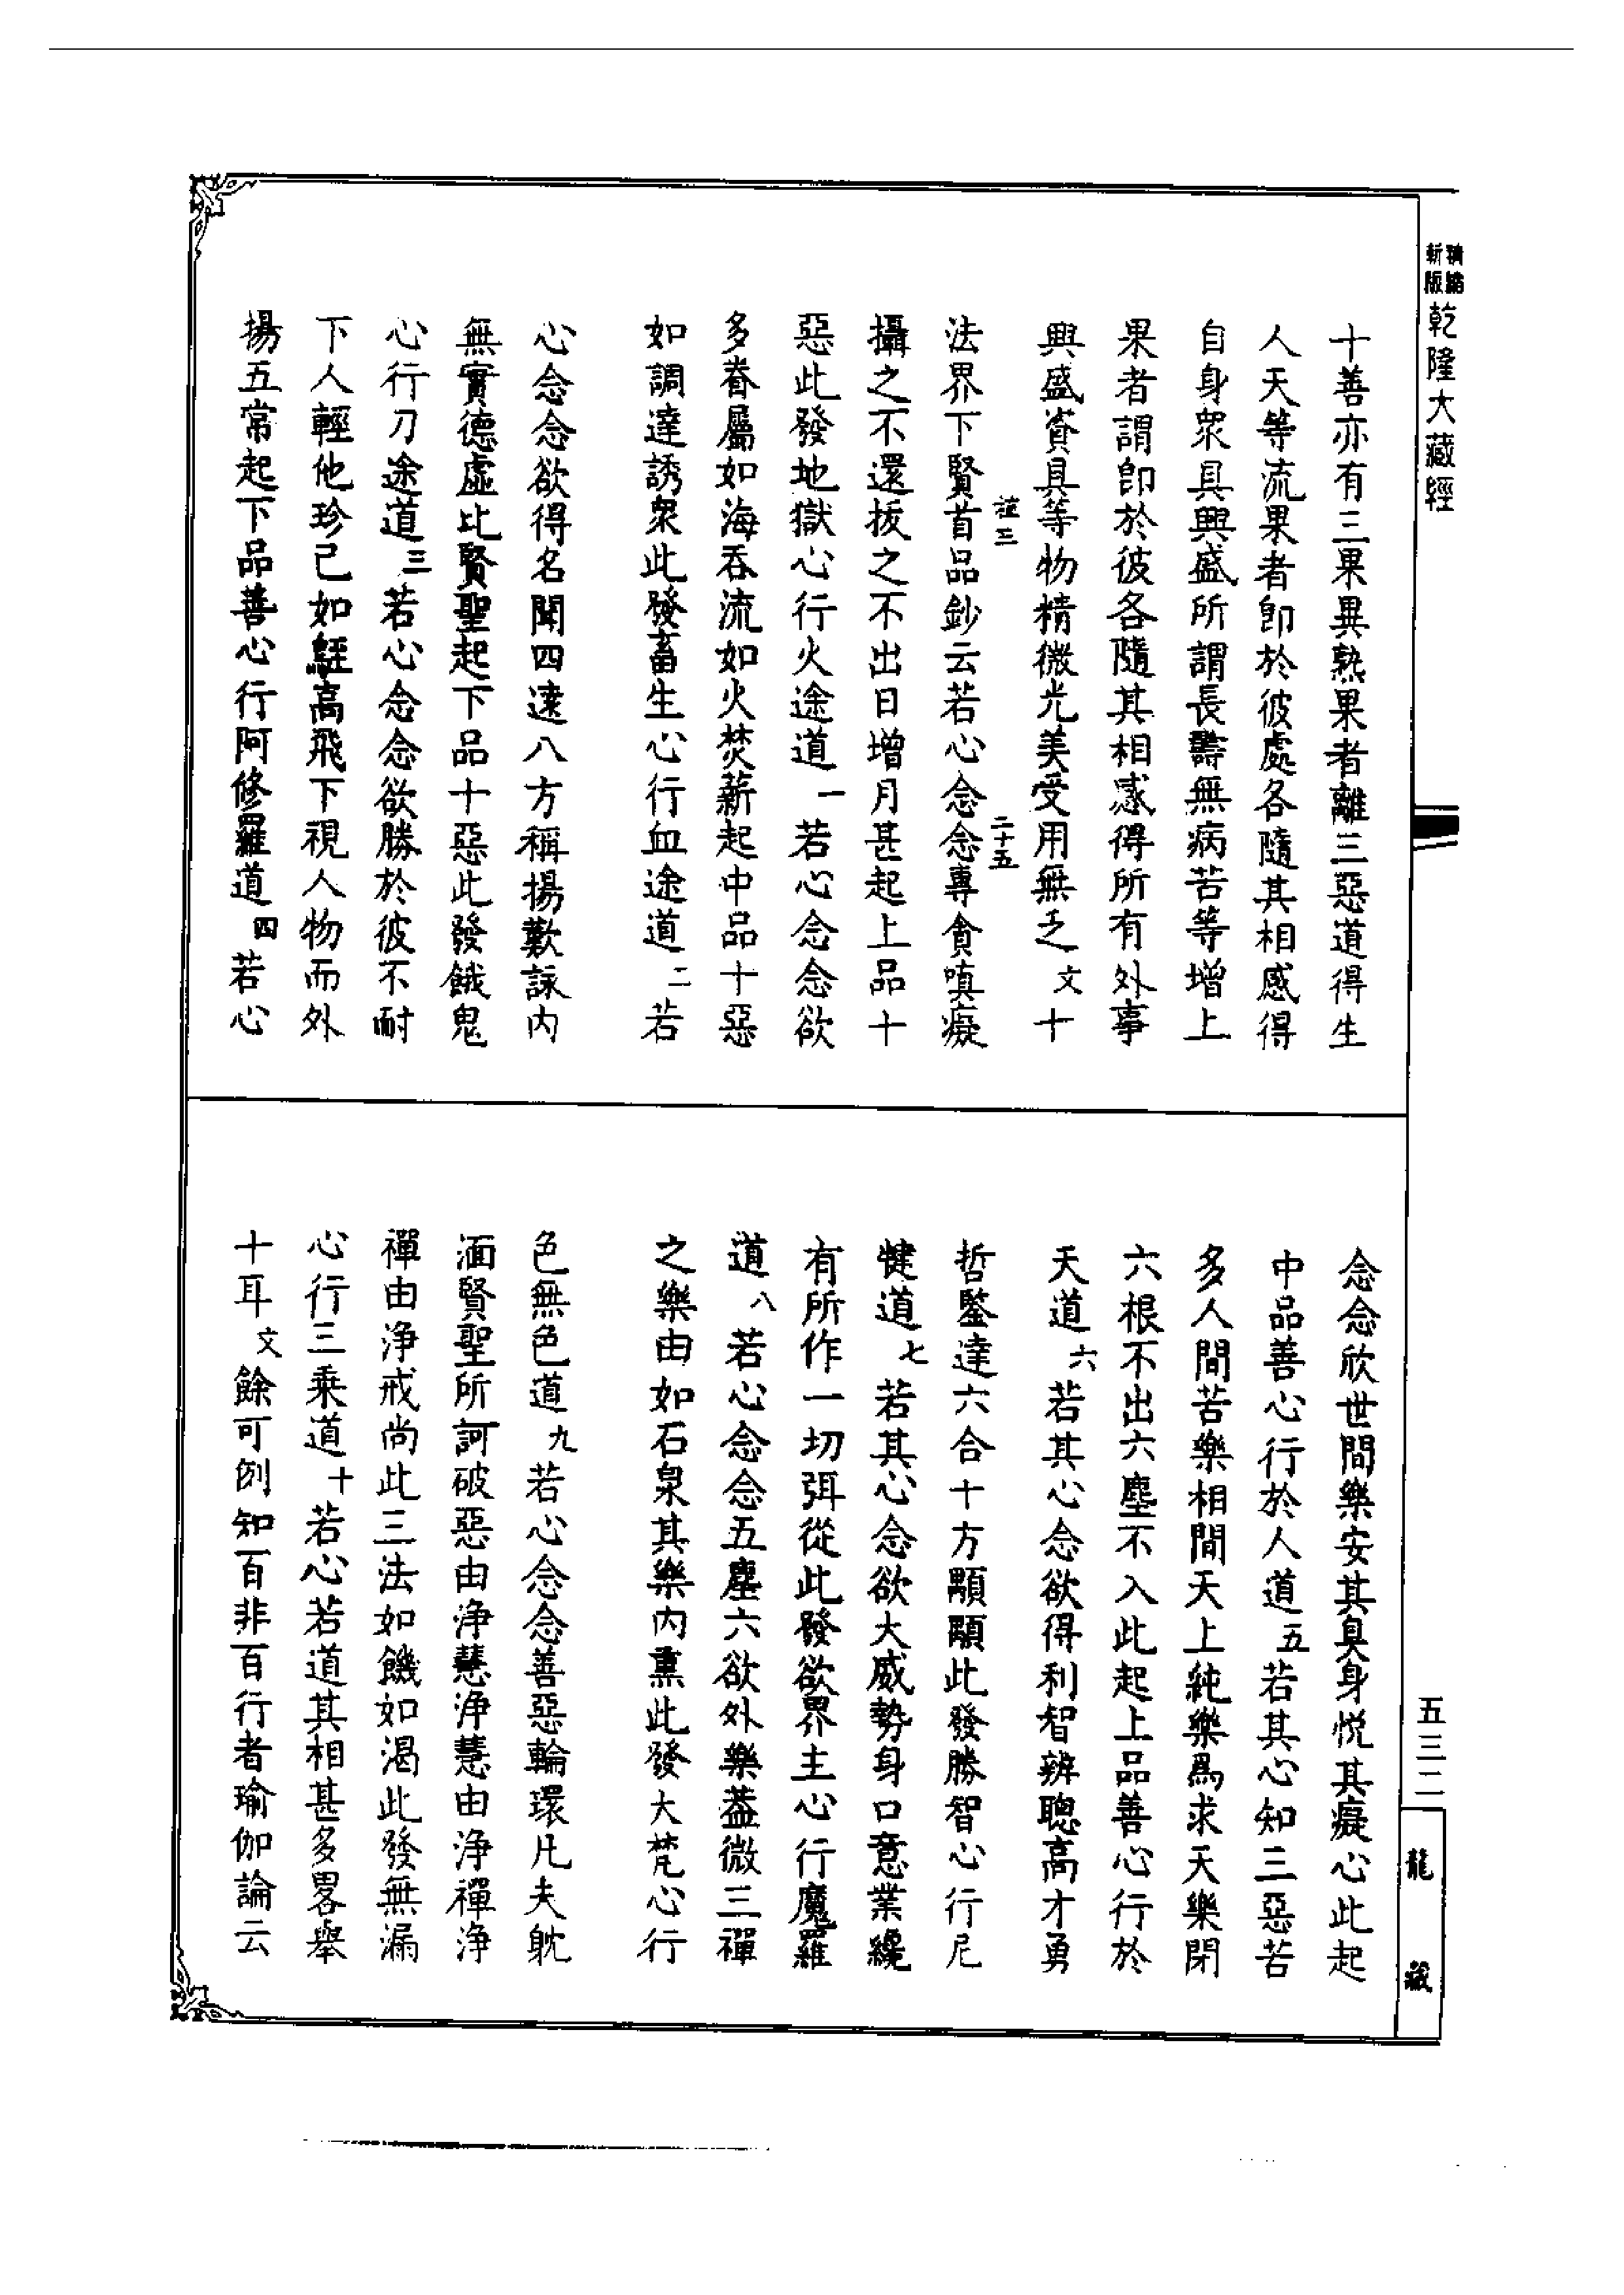 精縮
新版
乾隆大藏經
十善亦有三果異熟果者離三惡道得生
人天等流果者卽於彼處各隨其相感得
自身衆具興盛所謂長壽無病苦等增上
果者謂卽於彼各隨其相感得所有外事
興盛資具等物精微光美受用無乏文十
二十五
法界下賢首品鈔云若心念念專貪嗔癡
攝之不還拔之不出日增月甚起上品十
惡此發地獄心行火途道一若心念念欲
多眷屬如海吞流如火焚薪起中品十惡
如調達誘衆此發畜生心行血途道二若
心念念欲得名聞四遠八方稱揚歎詠內
無實德虛比賢聖起下品十惡此發餓鬼
心行刀途道三若心念念欲勝於彼不耐
下人輕他珍己如鵄高飛下視人物而外
揚五常起下品善心行阿修羅道四若心
念念欣世間樂安其臭身悅其癡心此起
中品善心行於人道五若其心知三惡苦
多人間苦樂相間天上純樂爲求天樂閉
六根不出六塵不入此起上品善心行於
天道六若其心念欲得利智辨聰高才勇
哲鑒達六合十方顒顒此發勝智心行尼
犍道七若其心念欲大威勢身口意業纔
有所作一切弭從此發欲界主心行魔羅
道八若心念念五塵六欲外樂葢微三禪
之樂由如石泉其樂內熏此發大梵心行
色無色道九若心念念善惡輪環凡夫躭
湎賢聖所訶破惡由淨慧淨慧由淨禪淨
禪由淨戒尚此三法如饑如渴此發無漏
心行三乘道十若心若道其相甚多畧舉
十耳文餘可例知百非百行者瑜伽論云
五三二
龍藏